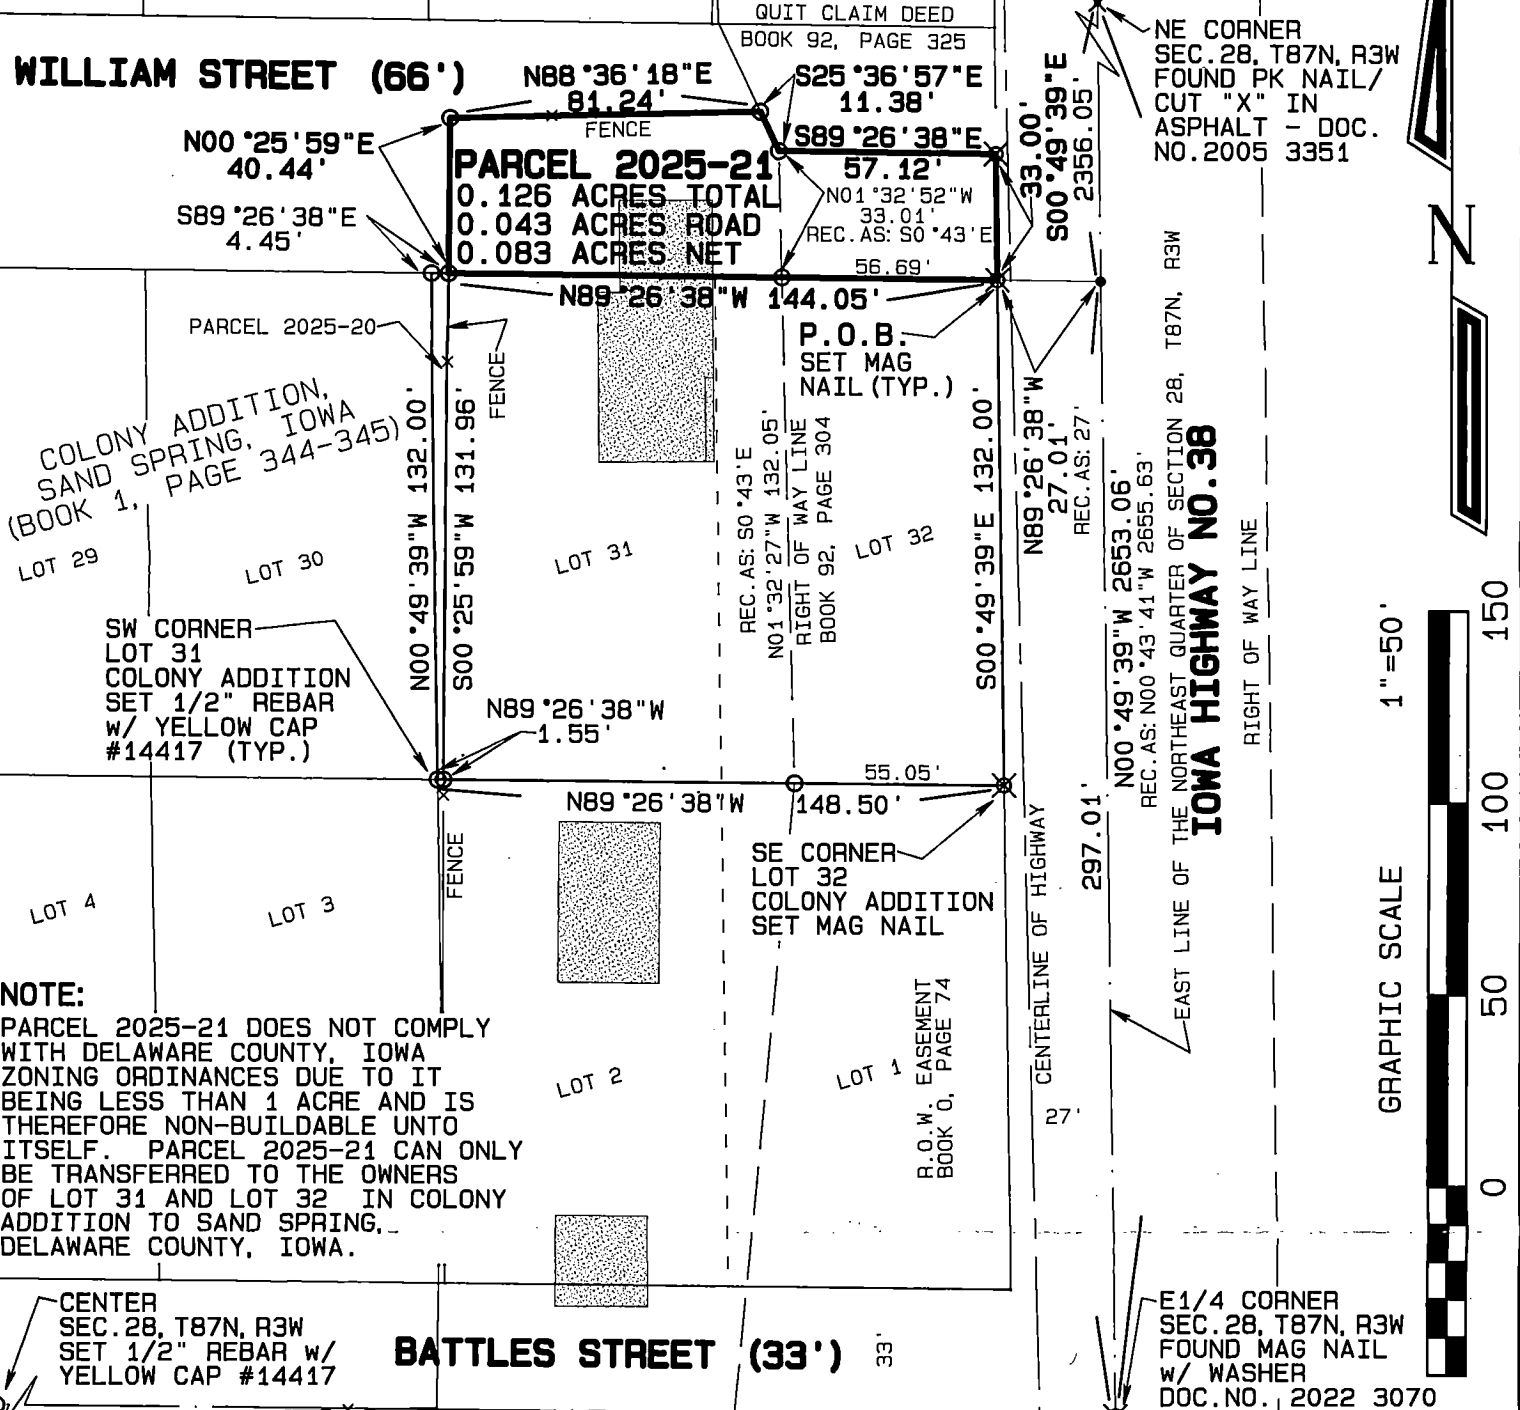 QUIT CLAIM DEED
BOOK 92, PAGE 325
WILLIAM STREET (66')
N88°36'18"E
81.24'
FENCE
S25°36'57"E
11.38'
S89°26'38"E
57.12'
33.00'
S00°49'39"E
2356.05'
NE CORNER
SEC.28, T87N, R3W
FOUND PK NAIL/
CUT "X" IN
ASPHALT - DOC.
NO.2005 3351
N00°25'59"E
40.44'
S89°26'38"E
4.45'
PARCEL 2025-21
0.126 ACRES TOTAL
0.043 ACRES ROAD
0.083 ACRES NET
N01°32'52"W
33.01'
REC.AS: S0°43'E
56.69'
N89°26'38"W 144.05'
N
PARCEL 2025-20
FENCE
P.O.B.
SET MAG
NAIL (TYP.)
COLONY ADDITION,
SAND SPRING, IOWA
(BOOK 1, PAGE 344-345)
LOT 29
LOT 30
LOT 31
LOT 32
N00°49'39"W 132.00'
S00°25'59"W 131.96'
REC.AS: S0°43'E
N01°32'27"W 132.05'
RIGHT OF WAY LINE
BOOK 92, PAGE 304
S00°49'39"E 132.00'
N89°26'38"W
27.01'
REC.AS: 27'
N00°49'39"W 2653.06'
REC.AS: N00°43'41"W 2655.63'
EAST LINE OF THE NORTHEAST QUARTER OF SECTION 28, T87N, R3W
IOWA HIGHWAY NO.38
RIGHT OF WAY LINE
SW CORNER
LOT 31
COLONY ADDITION
SET 1/2" REBAR
w/ YELLOW CAP
#14417 (TYP.)
N89°26'38"W
1.55'
55.05'
N89°26'38"W 148.50'
FENCE
SE CORNER
LOT 32
COLONY ADDITION
SET MAG NAIL
297.01'
CENTERLINE OF HIGHWAY
27'
1"=50'
GRAPHIC SCALE
150
100
50
0
LOT 4
LOT 3
LOT 2
LOT 1
R.O.W. EASEMENT
BOOK O, PAGE 74
NOTE:
PARCEL 2025-21 DOES NOT COMPLY
WITH DELAWARE COUNTY, IOWA
ZONING ORDINANCES DUE TO IT
BEING LESS THAN 1 ACRE AND IS
THEREFORE NON-BUILDABLE UNTO
ITSELF. PARCEL 2025-21 CAN ONLY
BE TRANSFERRED TO THE OWNERS
OF LOT 31 AND LOT 32 IN COLONY
ADDITION TO SAND SPRING,
DELAWARE COUNTY, IOWA.
CENTER
SEC.28, T87N, R3W
SET 1/2" REBAR w/
YELLOW CAP #14417
BATTLES STREET (33')
33'
E1/4 CORNER
SEC.28, T87N, R3W
FOUND MAG NAIL
w/ WASHER
DOC.NO. 2022 3070